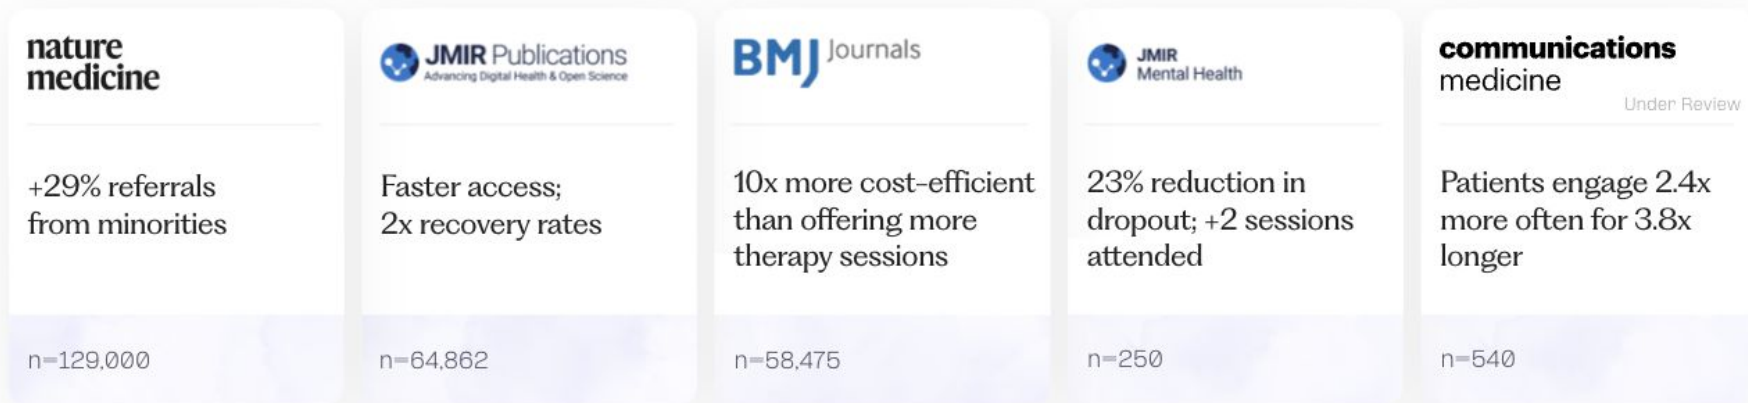 nature
medicine
+29% referrals
from minorities
n=129,000
JMIR Publications
Advancing Digital Health & Open Science
Faster access;
2x recovery rates
n=64,862
BMJ Journals
10x more cost-efficient
than offering more
therapy sessions
n=58,475
JMIR
Mental Health
23% reduction in
dropout; +2 sessions
attended
n=250
communications
medicine
Under Review
Patients engage 2.4x
more often for 3.8x
longer
n=540